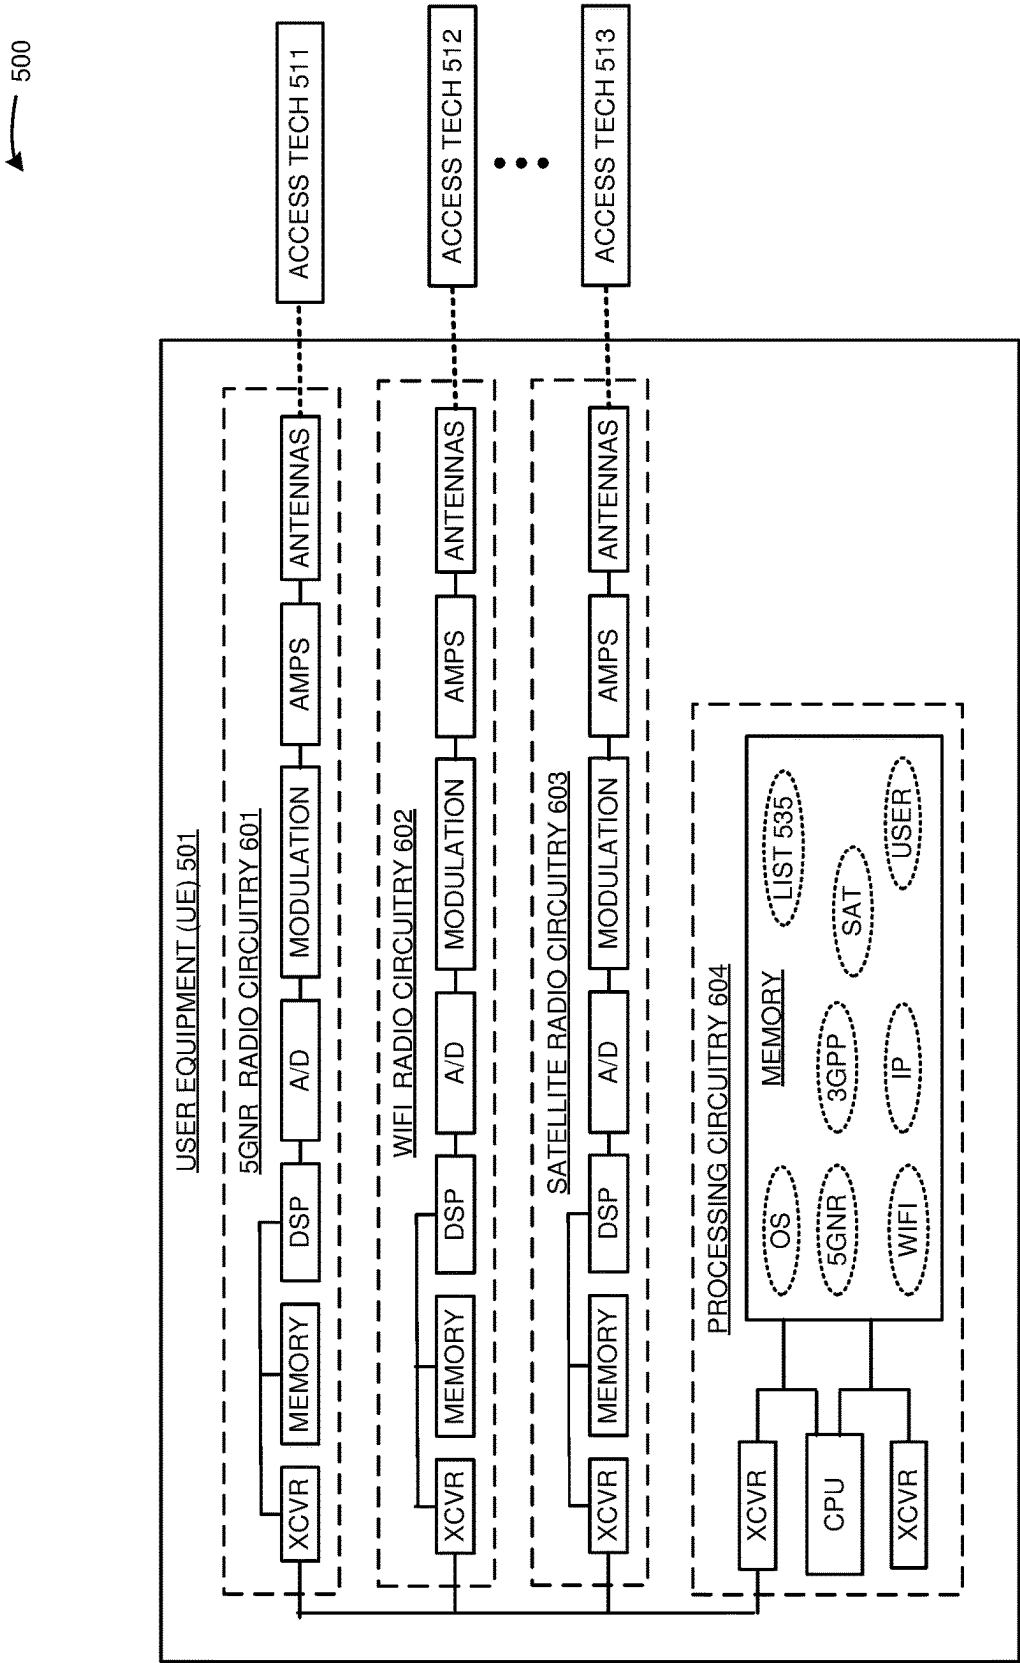 500
USER EQUIPMENT (UE) 501
5GNR RADIO CIRCUITRY 601
XCVR
MEMORY
DSP
A/D
MODULATION
AMPS
ANTENNAS
ACCESS TECH 511
WIFI RADIO CIRCUITRY 602
XCVR
MEMORY
DSP
A/D
MODULATION
AMPS
ANTENNAS
ACCESS TECH 512
SATELLITE RADIO CIRCUITRY 603
XCVR
MEMORY
DSP
A/D
MODULATION
AMPS
ANTENNAS
ACCESS TECH 513
PROCESSING CIRCUITRY 604
XCVR
CPU
XCVR
MEMORY
OS
LIST 535
5GNR
3GPP
SAT
WIFI
IP
USER